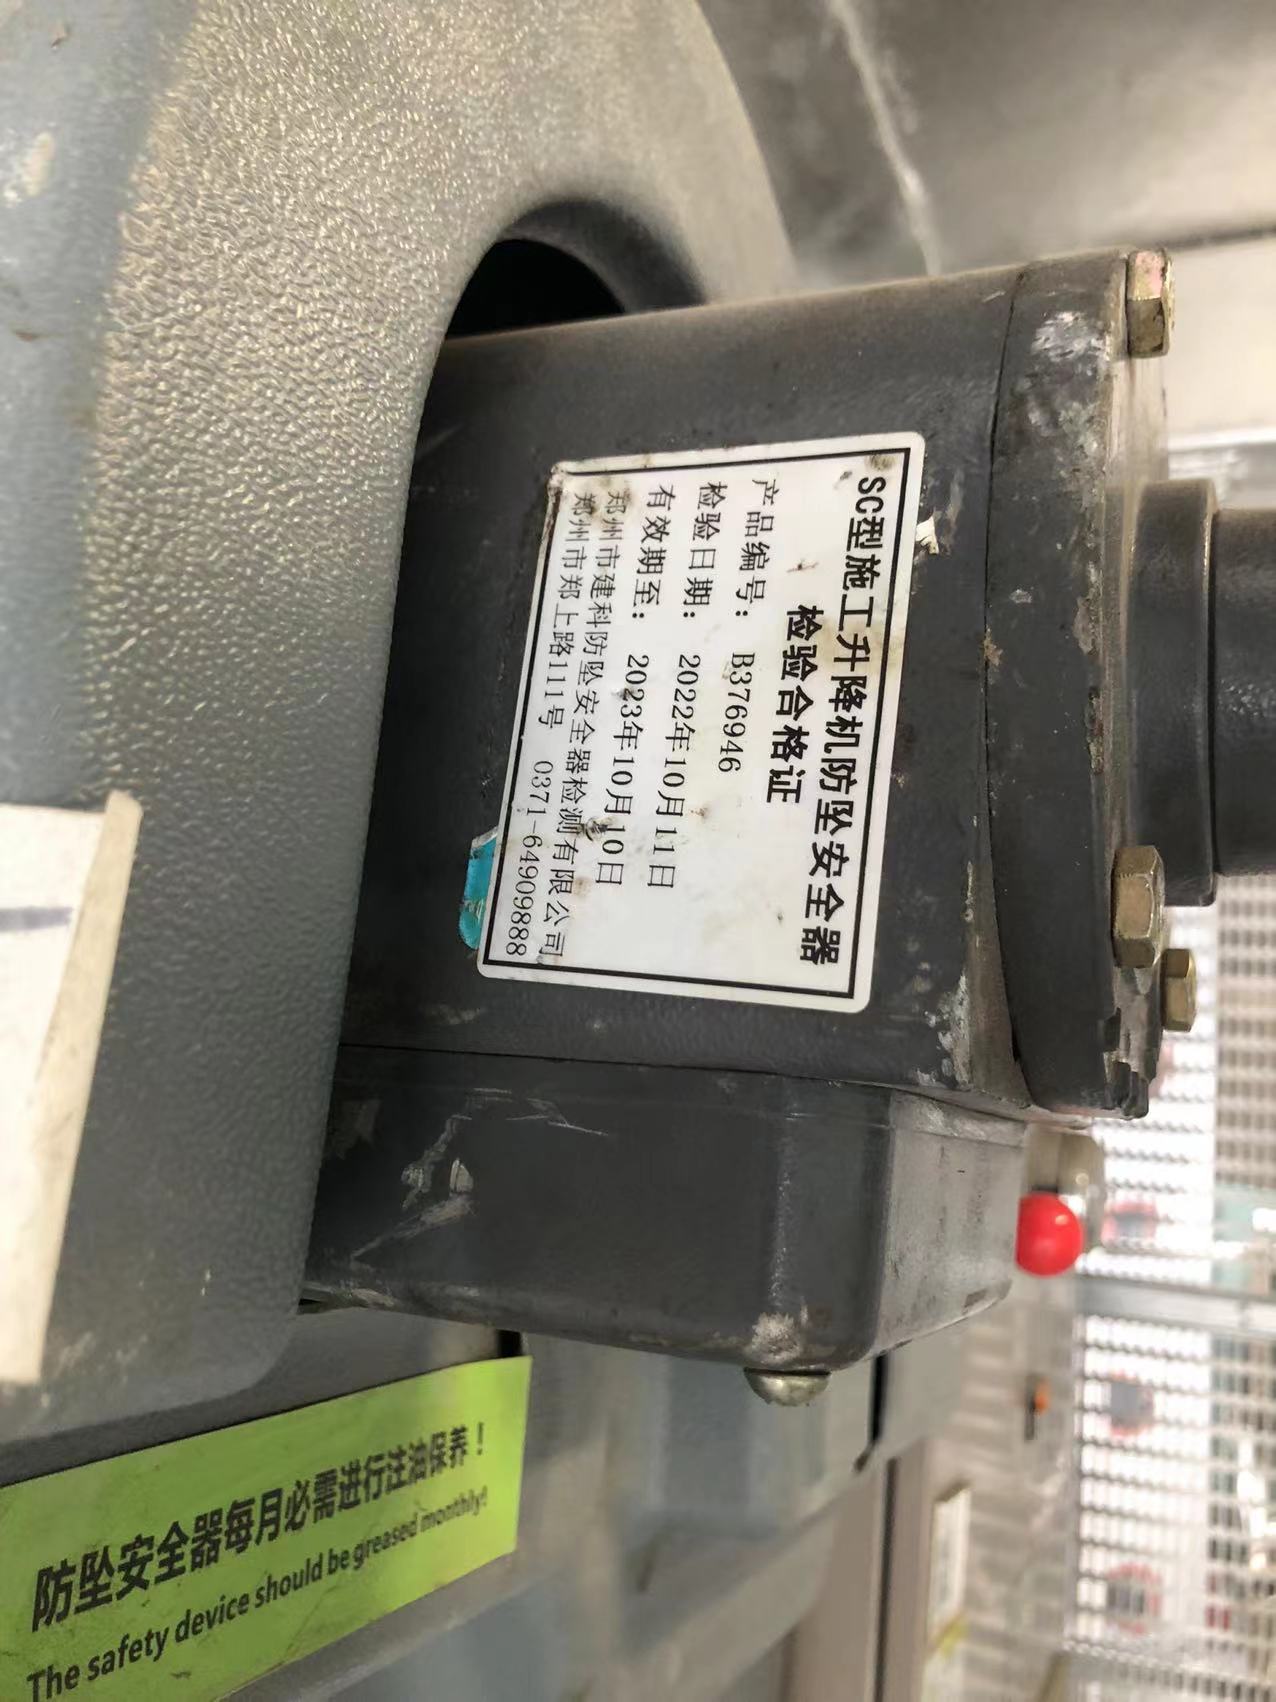 SC型施工升降机防坠安全器
检验合格证
产品编号： B376946
检验日期： 2022年10月11日
有效期至： 2023年10月10日
郑州市建科防坠安全器检测有限公司
郑州市郑上路111号 0371-64909888
防坠安全器每月必需进行注油保养！
The safety device should be greased monthly!